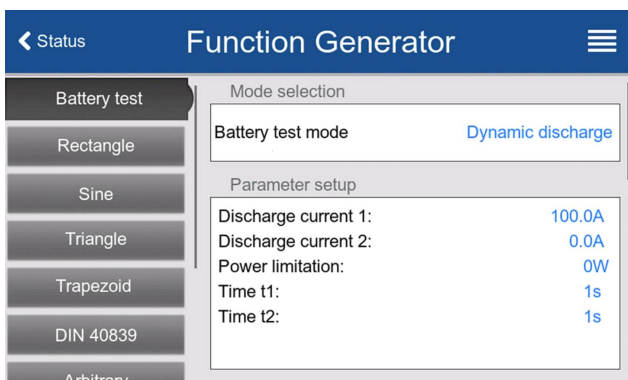 Status
Function Generator
Battery test
Rectangle
Sine
Triangle
Trapezoid
DIN 40839
Arbitrary
Mode selection
Battery test mode Dynamic discharge
Parameter setup
Discharge current 1: 100.0A
Discharge current 2: 0.0A
Power limitation: 0W
Time t1: 1s
Time t2: 1s